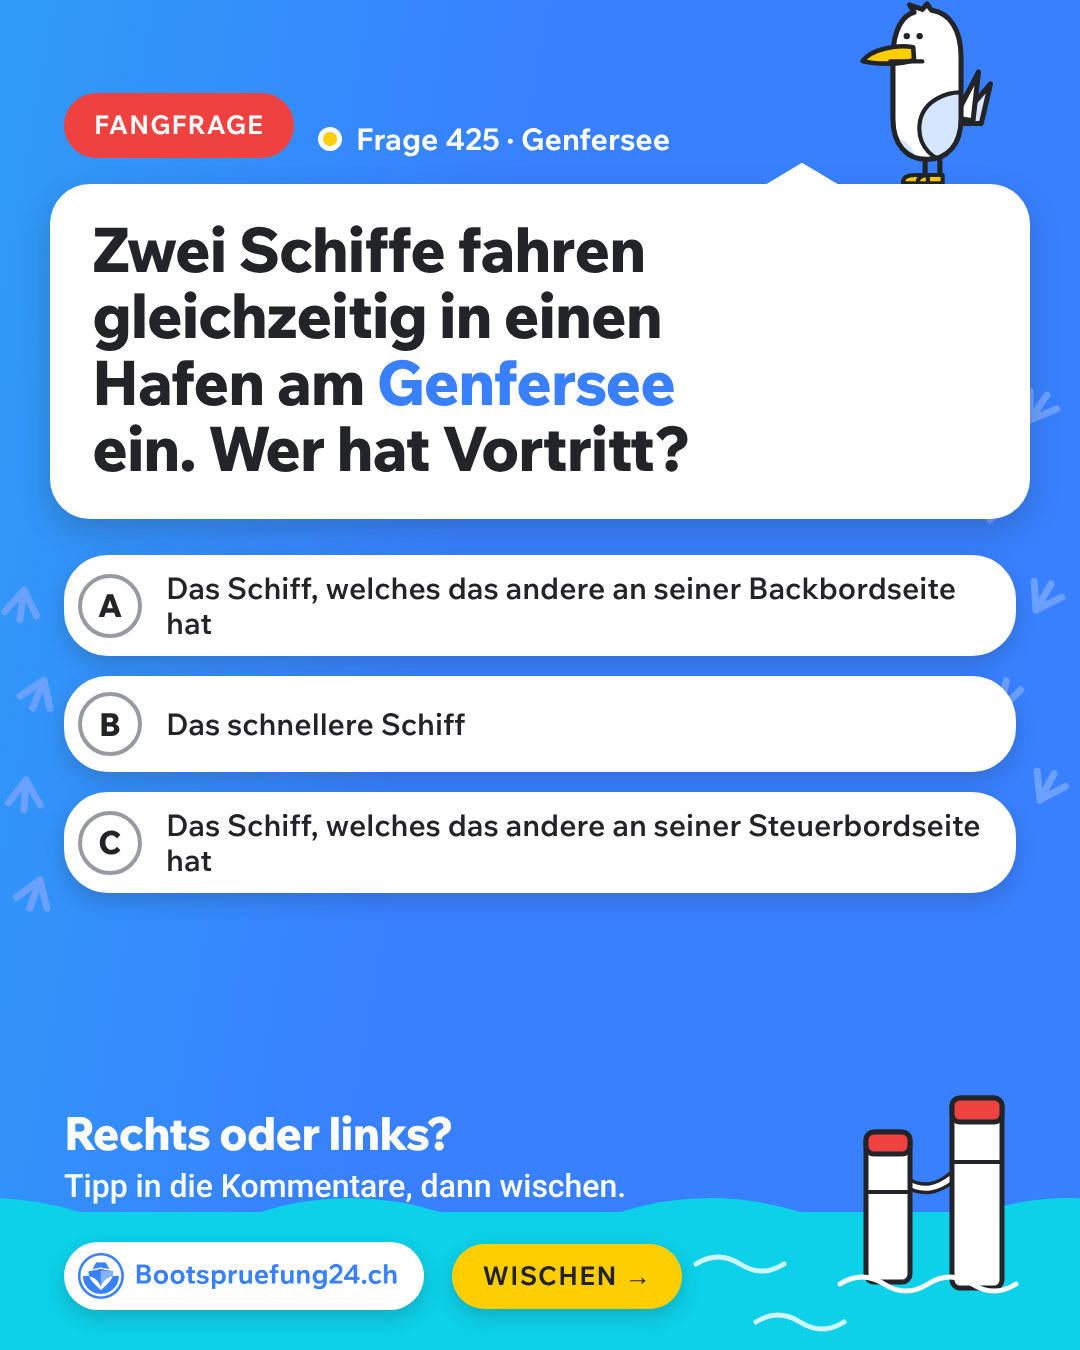 FANGFRAGE
Frage 425 · Genfersee
Zwei Schiffe fahren
gleichzeitig in einen
Hafen am Genfersee
ein. Wer hat Vortritt?
A Das Schiff, welches das andere an seiner Backbordseite
hat
B Das schnellere Schiff
C Das Schiff, welches das andere an seiner Steuerbordseite
hat
Rechts oder links?
Tipp in die Kommentare, dann wischen.
Bootspruefung24.ch
WISCHEN →